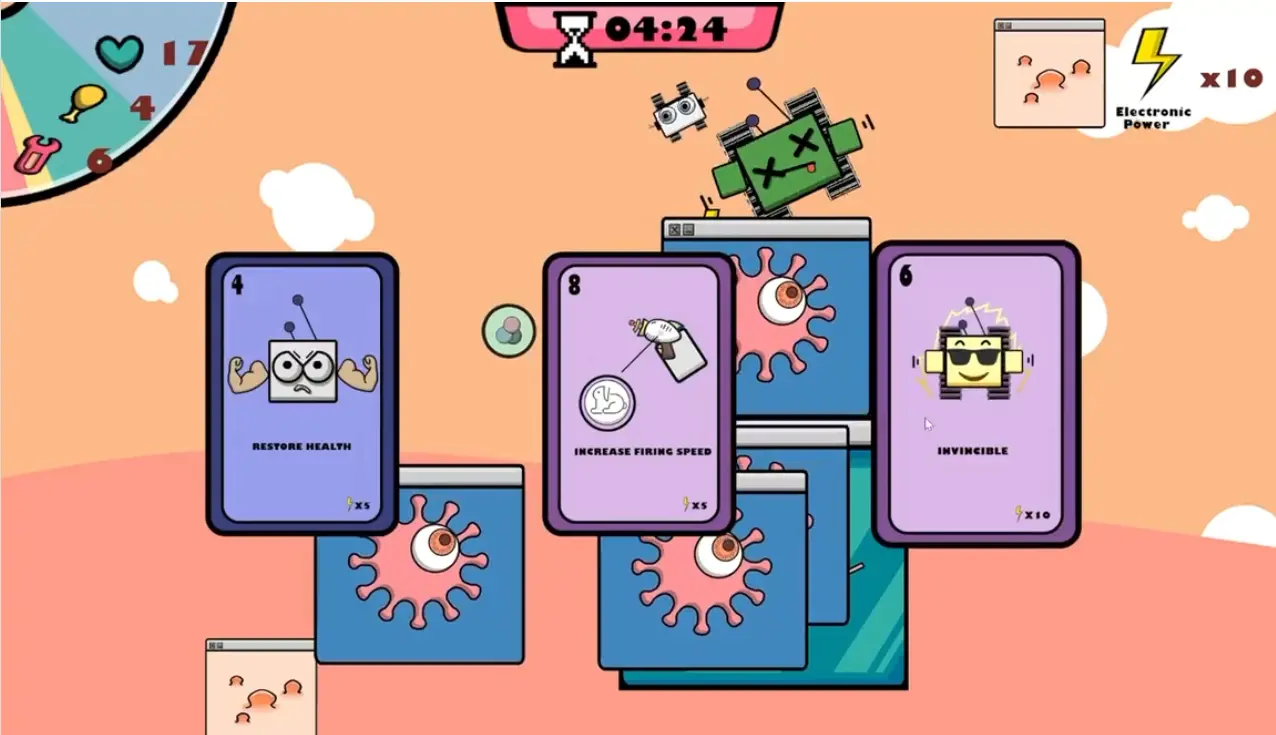 17
4
6
04:24
x10
Electronic
Power
4
RESTORE HEALTH
x5
8
INCREASE FIRING SPEED
x5
6
INVINCIBLE
x10